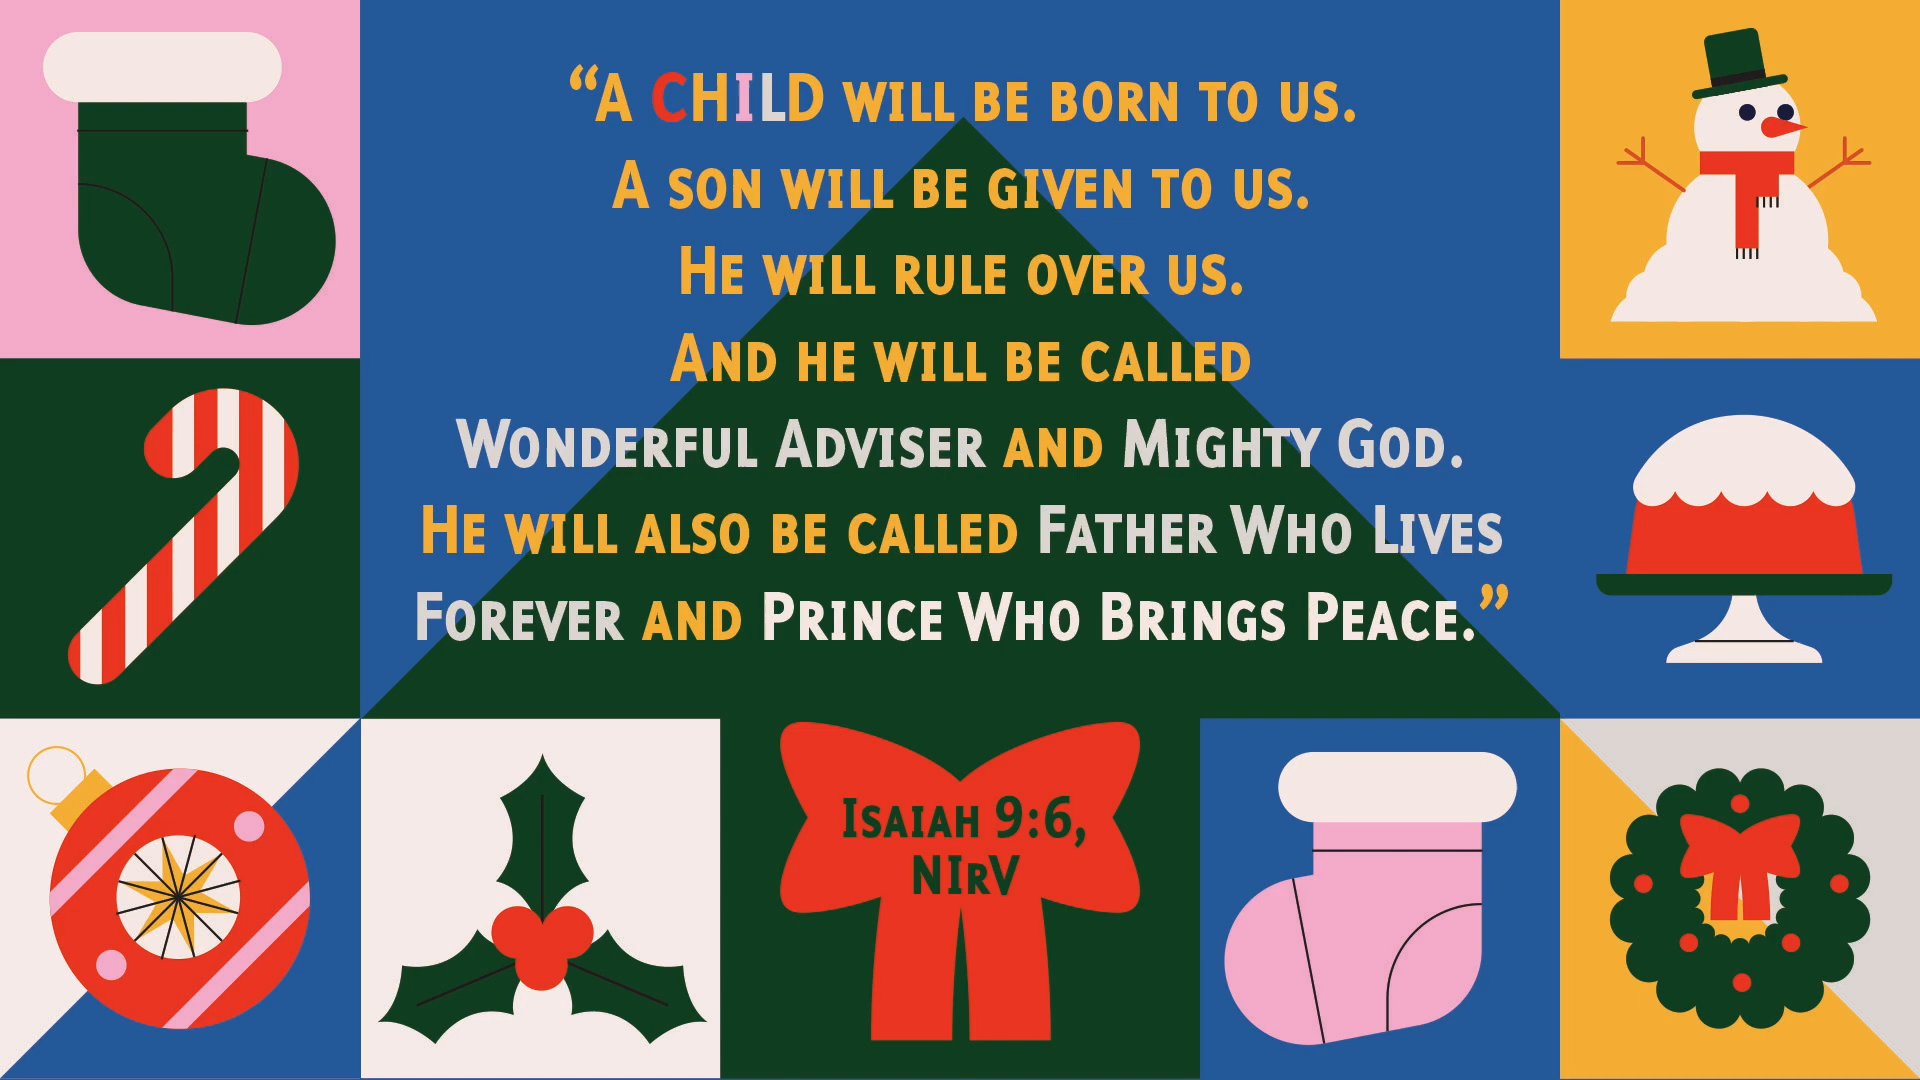 “A CHILD WILL BE BORN TO US.
A SON WILL BE GIVEN TO US.
HE WILL RULE OVER US.
AND HE WILL BE CALLED
WONDERFUL ADVISER AND MIGHTY GOD.
HE WILL ALSO BE CALLED FATHER WHO LIVES
FOREVER AND PRINCE WHO BRINGS PEACE.”
ISAIAH 9:6,
NIRV